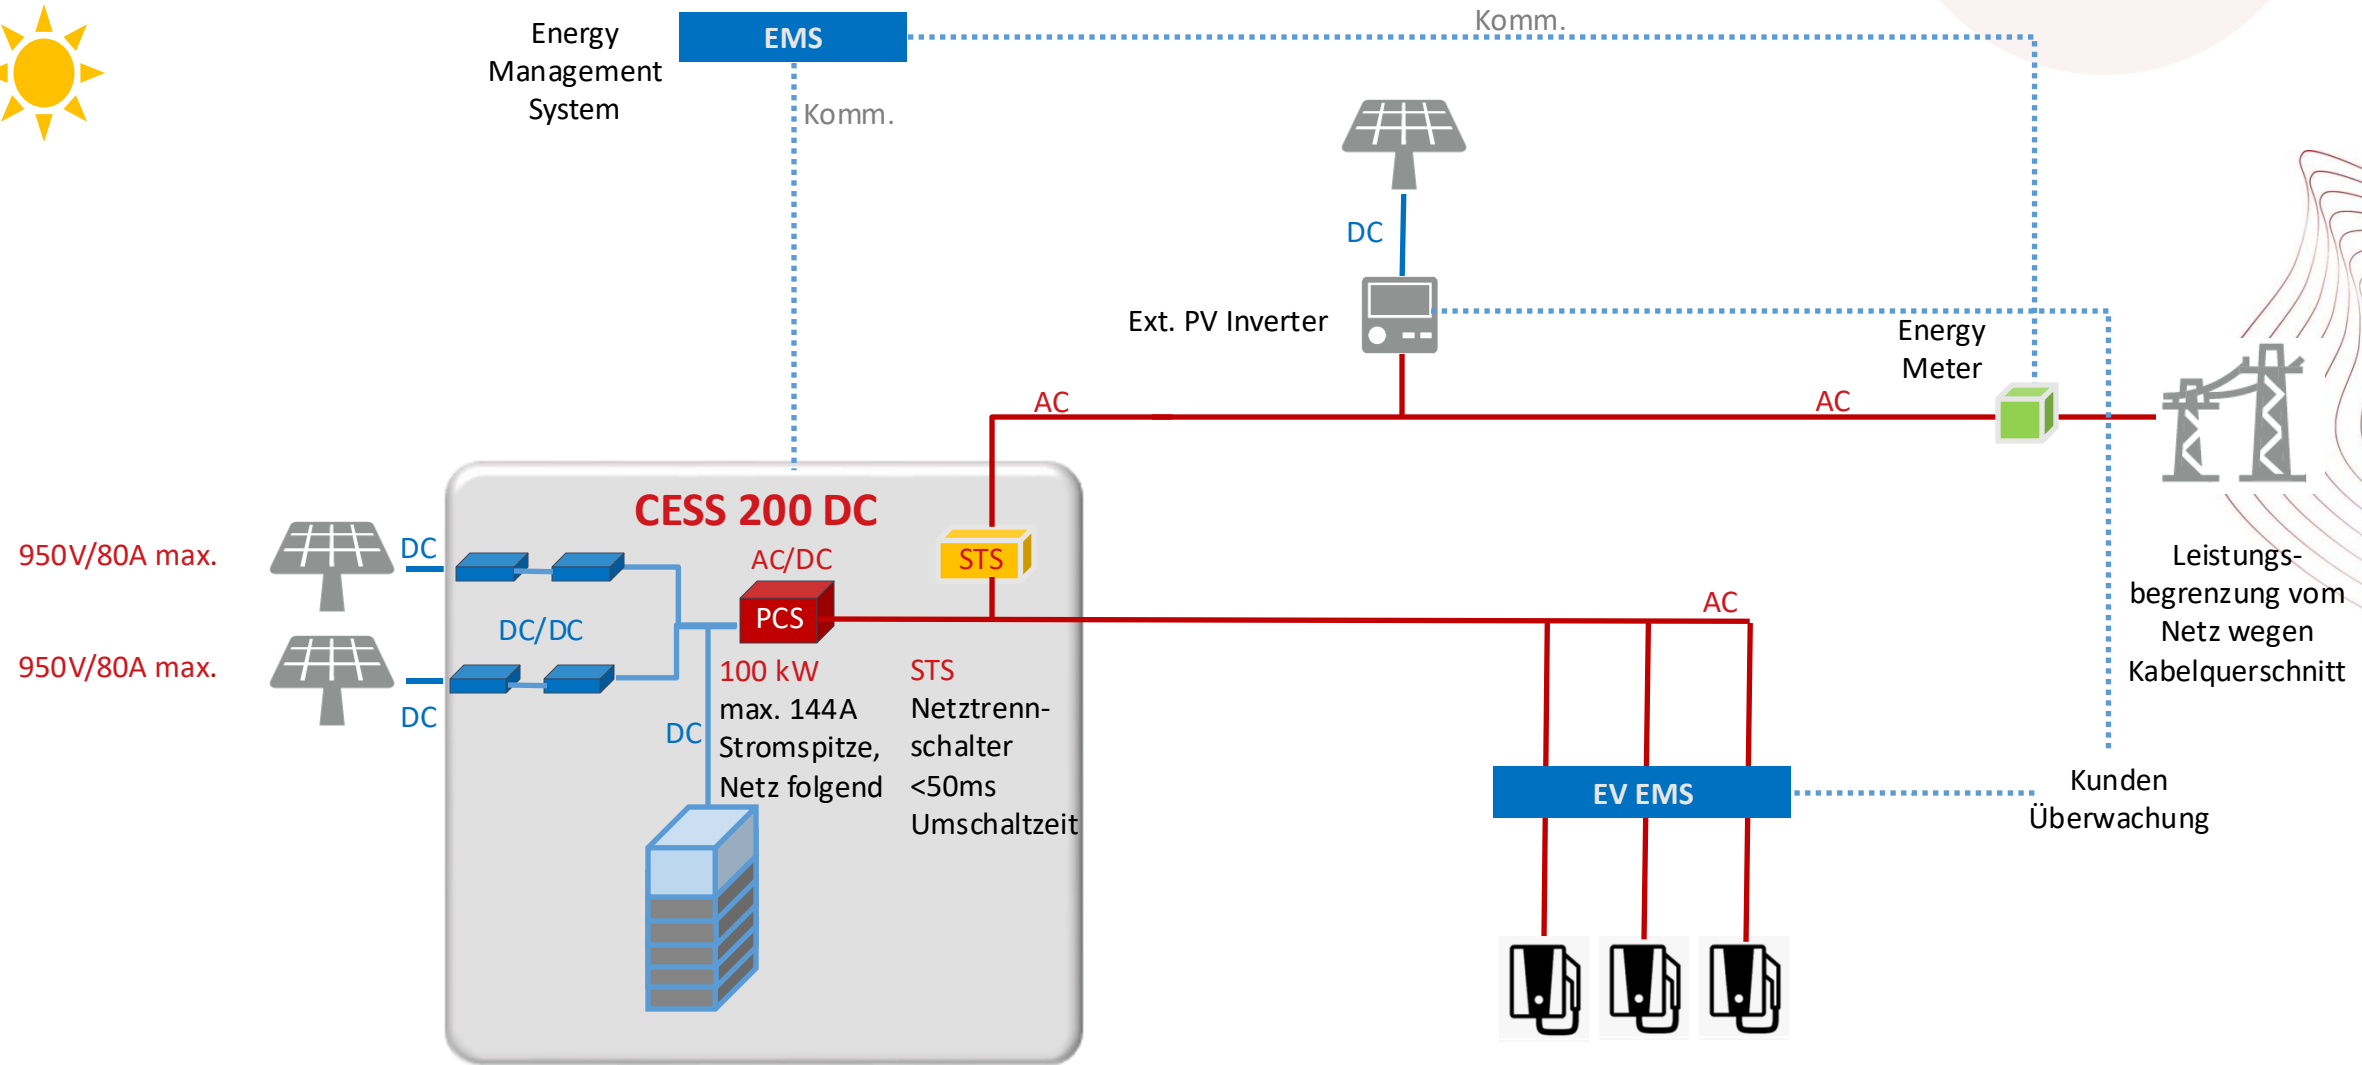 Energy
Management
System
EMS
Komm.
Komm.
DC
Ext. PV Inverter
Energy
Meter
AC
AC
CESS 200 DC
950V/80A max.
DC
AC/DC
STS
PCS
DC/DC
950V/80A max.
DC
DC
100 kW
max. 144A
Stromspitze,
Netz folgend
STS
Netztrenn-
schalter
<50ms
Umschaltzeit
AC
Leistungs-
begrenzung vom
Netz wegen
Kabelquerschnitt
EV EMS
Kunden
Überwachung